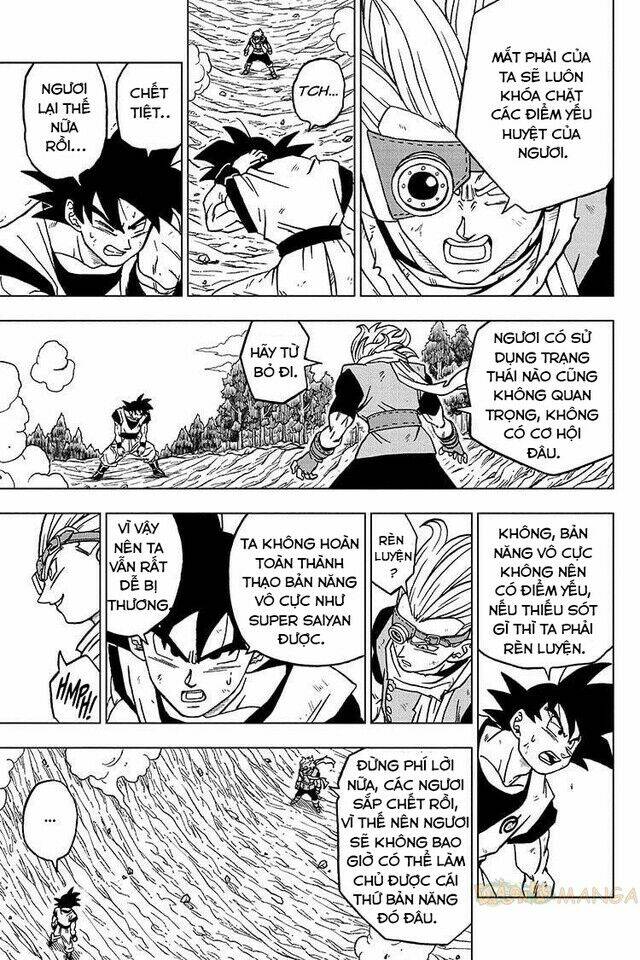 MẮT PHẢI CỦA
TA SẼ LUÔN
KHÓA CHẶT
CÁC ĐIỂM YẾU
HUYỆT CỦA
NGƯƠI.
TCH...
CHẾT
TIỆT..
NGƯƠI
LẠI THẾ
NỮA
RỒI...
NGƯƠI CÓ SỬ
DỤNG TRẠNG
THÁI NÀO CŨNG
KHÔNG QUAN
TRỌNG, KHÔNG
CÓ CƠ HỘI
ĐÂU.
HÃY TỪ
BỎ ĐI.
KHÔNG, BẢN
NĂNG VÔ CỰC
KHÔNG NÊN
CÓ ĐIỂM YẾU,
NẾU THIẾU SÓT
GÌ THÌ TA PHẢI
RÈN LUYỆN.
RÈN
LUYỆN
?
TA KHÔNG HOÀN
TOÀN THÀNH
THẠO BẢN NĂNG
VÔ CỰC NHƯ
SUPER SAIYAN
ĐƯỢC.
VÌ VẬY
NÊN TA
VẪN RẤT
DỄ BỊ
THƯƠNG.
HMPH!
ĐỪNG PHÍ LỜI
NỮA, CÁC NGƯƠI
SẮP CHẾT RỒI,
VÌ THẾ NÊN NGƯƠI
SẼ KHÔNG BAO
GIỜ CÓ THỂ LÀM
CHỦ ĐƯỢC CÁI
THỨ BẢN NĂNG
ĐÓ ĐÂU.
...
MANGA